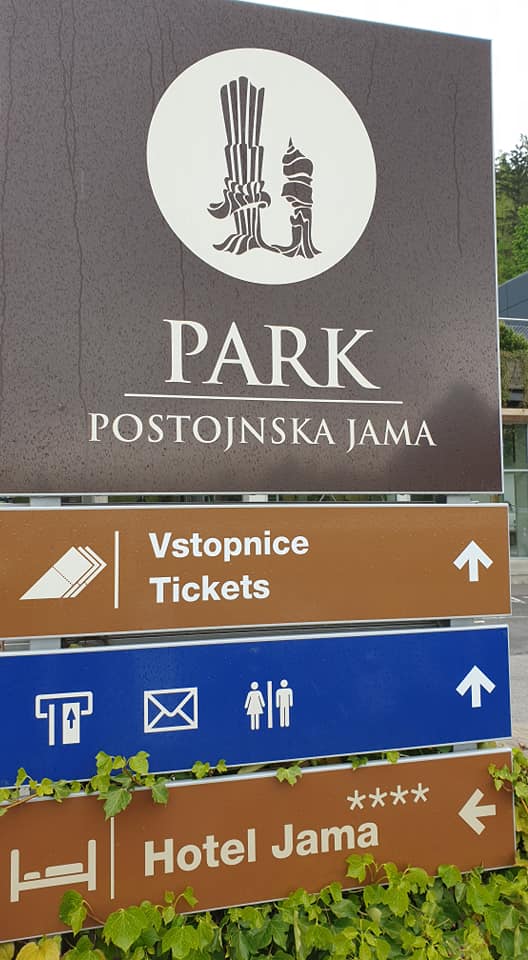 PARK
POSTOJNSKA JAMA
Vstopnice
Tickets
****
Hotel Jama